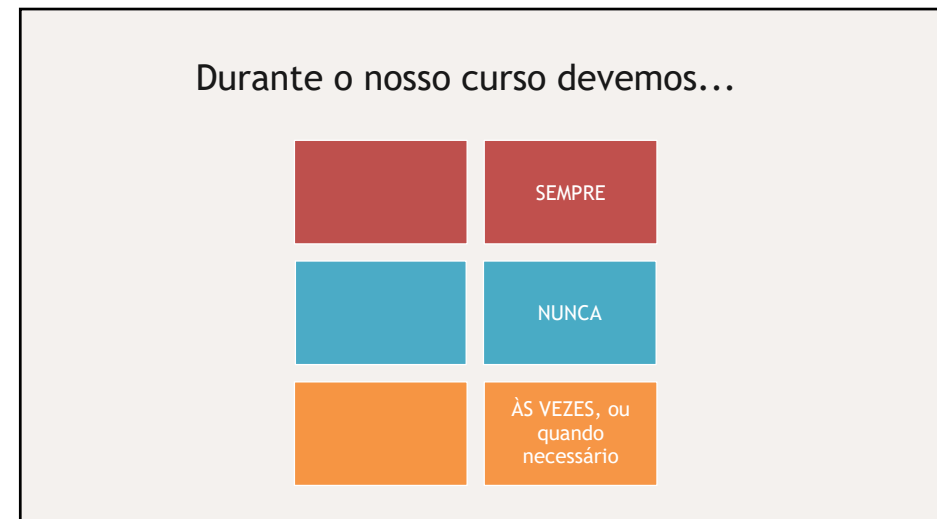 Durante o nosso curso devemos...
SEMPRE
NUNCA
ÀS VEZES, ou
quando
necessário